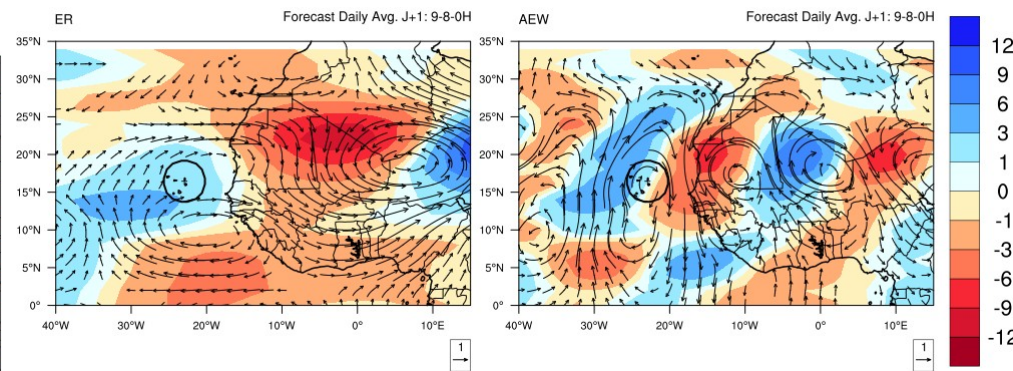 ER
Forecast Daily Avg. J+1: 9-8-0H
35°N
30°N
25°N
20°N
15°N
10°N
5°N
0°
40°W 30°W 20°W 10°W 0° 10°E
1
AEW
Forecast Daily Avg. J+1: 9-8-0H
35°N
30°N
25°N
20°N
15°N
10°N
5°N
0°
40°W 30°W 20°W 10°W 0° 10°E
1
12
9
6
3
1
0
-1
-3
-6
-9
-12